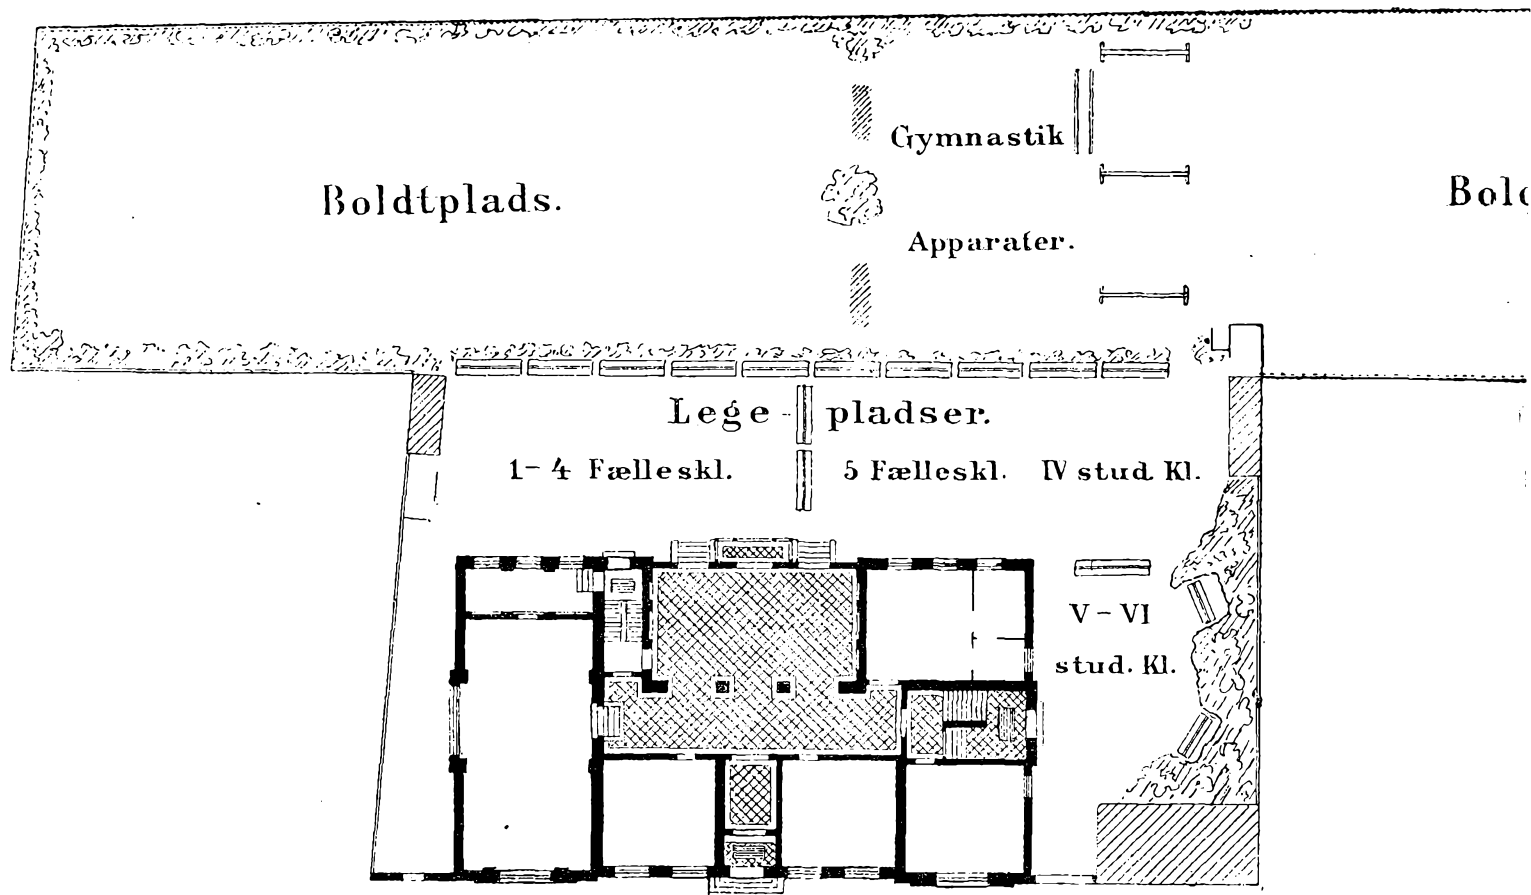 Gymnastik
Boldtplads.
Apparater.
Lege - pladser.
1-4 Fælleskl.
5 Fælleskl. IV stud. Kl.
V-VI
stud. Kl.